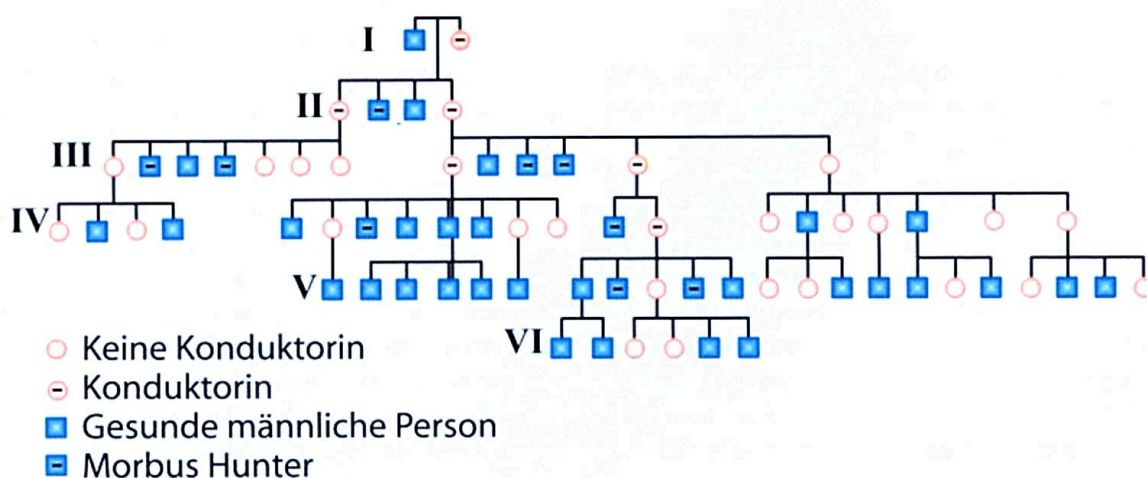 I
II
III
IV
V
VI
Keine Konduktorin
Konduktorin
Gesunde männliche Person
Morbus Hunter